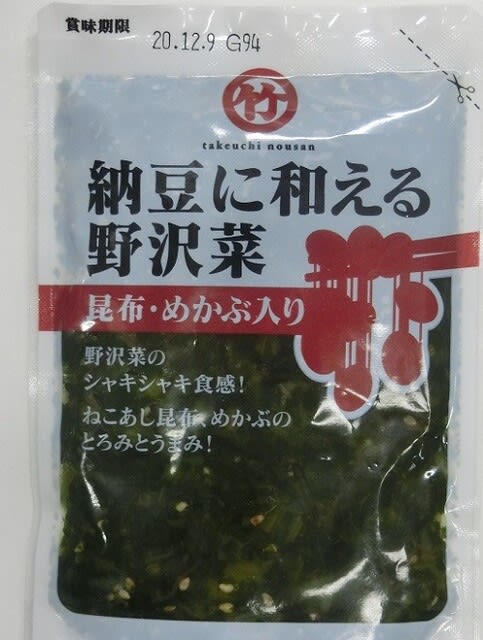 賞味期限
20.12.9 G94
竹
takeuchi nousan
納豆に和える
野沢菜
昆布・めかぶ入り
野沢菜の
シャキシャキ食感!
ねこあし昆布、めかぶの
とろみとうまみ!